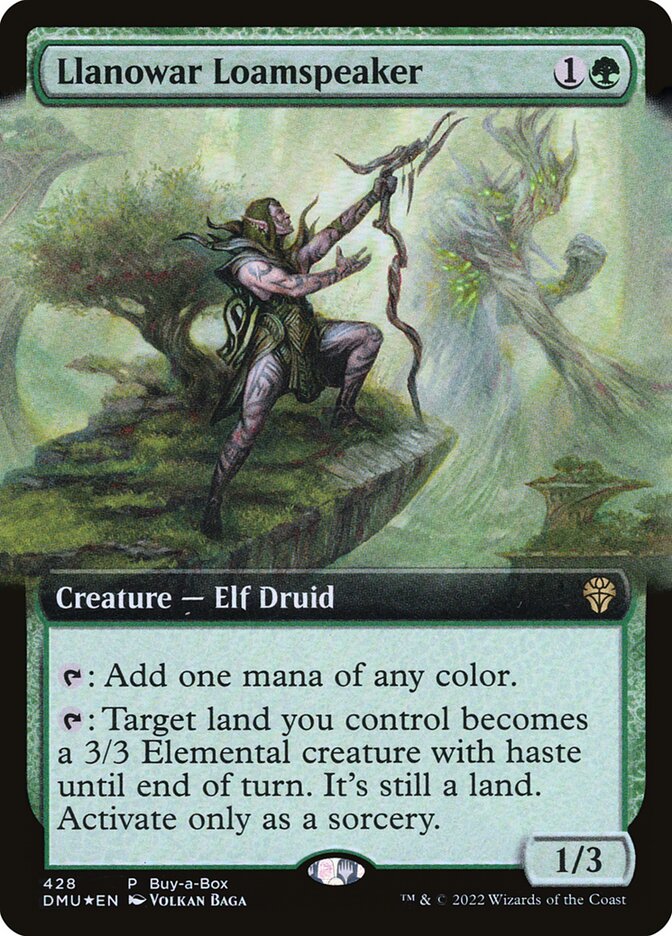 Llanowar Loamspeaker 1
Creature — Elf Druid
: Add one mana of any color.
: Target land you control becomes
a 3/3 Elemental creature with haste
until end of turn. It's still a land.
Activate only as a sorcery.
1/3
428 P Buy-a-Box
DMU★EN Volkan Baga
™ & © 2022 Wizards of the Coast